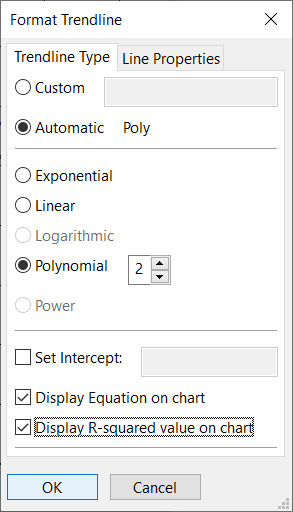 Format Trendline
Trendline Type Line Properties
Custom
Automatic Poly
Exponential
Linear
Logarithmic
Polynomial 2
Power
Set Intercept:
Display Equation on chart
Display R-squared value on chart
OK Cancel